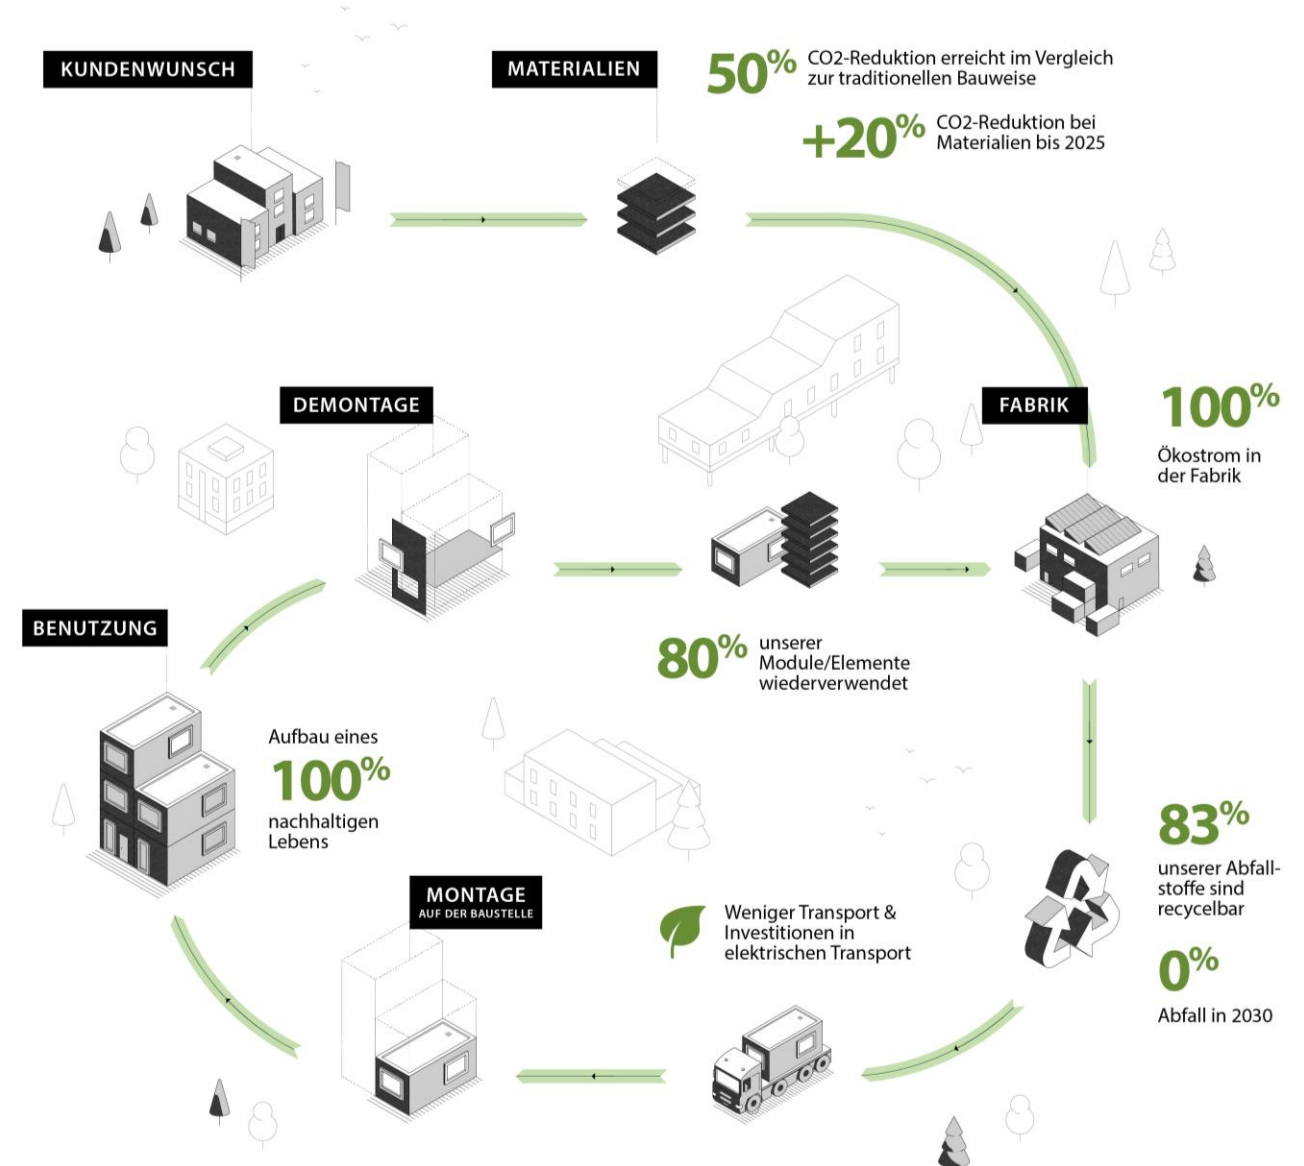 KUNDENWUNSCH
MATERIALIEN
50% CO2-Reduktion erreicht im Vergleich
zur traditionellen Bauweise
+20% CO2-Reduktion bei
Materialien bis 2025
DEMONTAGE
FABRIK
100%
Ökostrom in
der Fabrik
80% unserer
Module/Elemente
wiederverwendet
BENUTZUNG
Aufbau eines
100%
nachhaltigen
Lebens
83%
unserer Abfall-
stoffe sind
recycelbar
0%
Abfall in 2030
MONTAGE
AUF DER BAUSTELLE
Weniger Transport &
Investitionen in
elektrischen Transport